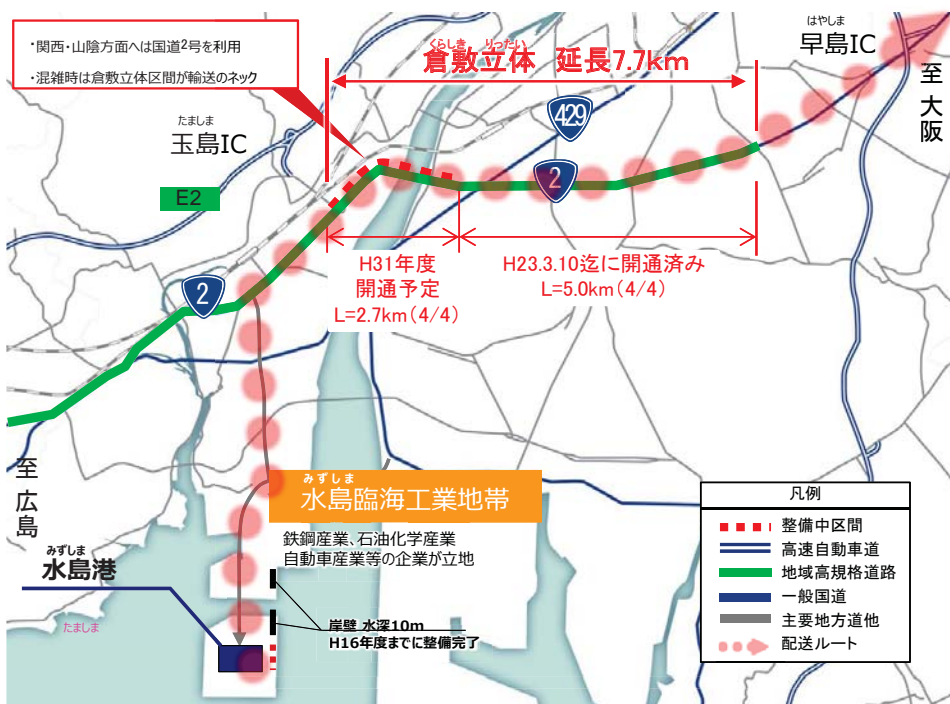 ・関西・山陰方面へは国道2号を利用
・混雑時は倉敷立体区間が輸送のネック
くらしき りったい
倉敷立体 延長7.7km
はやしま
早島IC
至大阪
たましま
玉島IC
E2
429
2
2
H31年度
開通予定
L=2.7km(4/4)
H23.3.10迄に開通済み
L=5.0km(4/4)
至広島
みずしま
水島臨海工業地帯
鉄鋼産業、石油化学産業
自動車産業等の企業が立地
みずしま
水島港
たましま
岸壁 水深10m
H16年度までに整備完了
凡例
整備中区間
高速自動車道
地域高規格道路
一般国道
主要地方道他
配送ルート